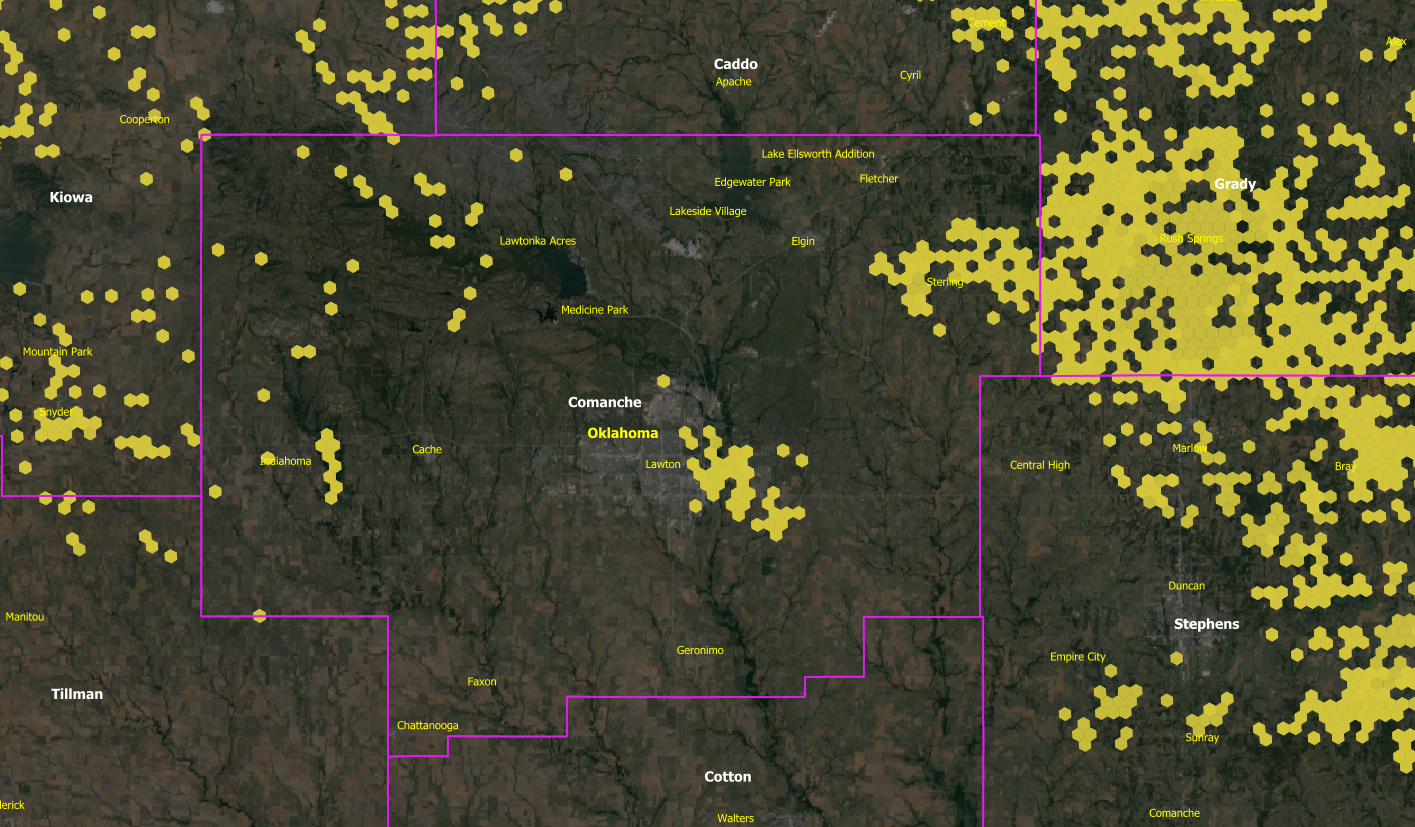 Cement
Alex
Caddo
Apache
Cyril
Cooperton
Lake Ellsworth Addition
Edgewater Park
Fletcher
Kiowa
Grady
Lakeside Village
Lawtonka Acres
Elgin
Rush Springs
Sterling
Medicine Park
Mountain Park
Comanche
Snyder
Oklahoma
Cache
Marlow
Indiahoma
Lawton
Central High
Bray
Duncan
Manitou
Stephens
Geronimo
Empire City
Faxon
Tillman
Chattanooga
Sunray
Cotton
lerick
Comanche
Walters